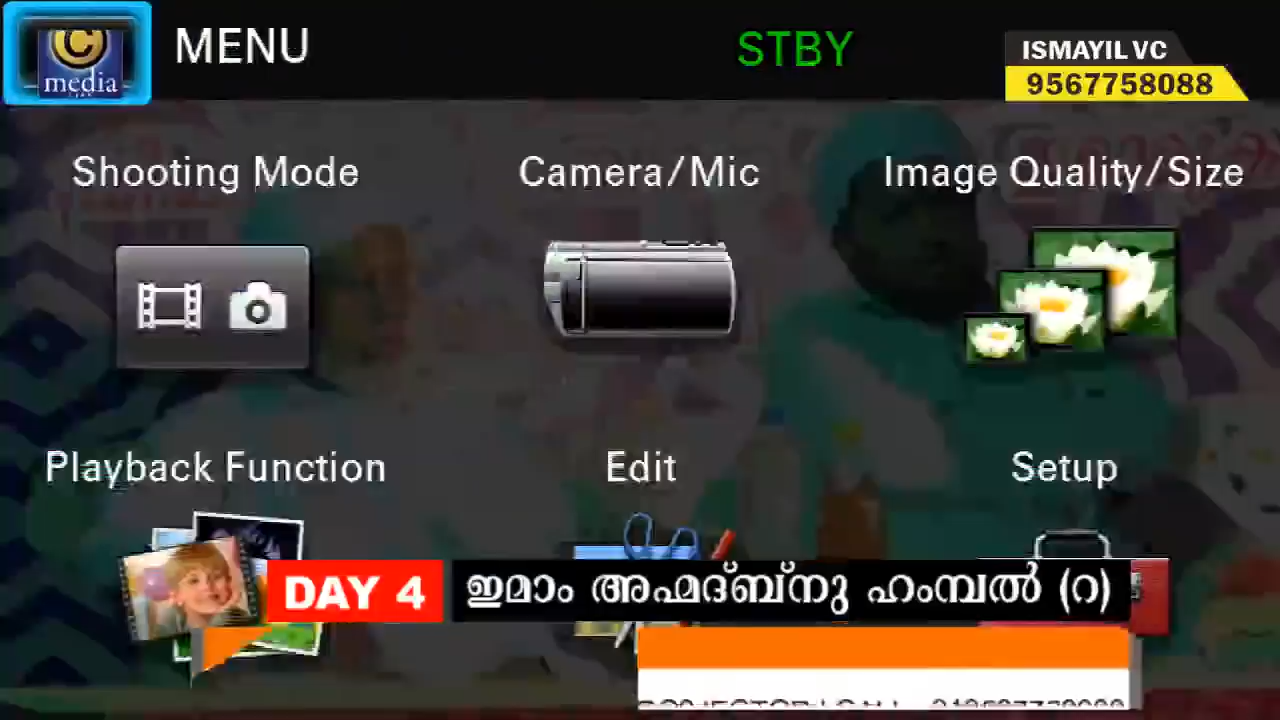 C
media
MENU
STBY
ISMAYIL VC
9567758088
Shooting Mode
Camera/Mic
Image Quality/Size
Playback Function
Edit
Setup
DAY 4
ഇമാം അഹ്മദ്ബ്നു ഹംമ്പൽ (റ)